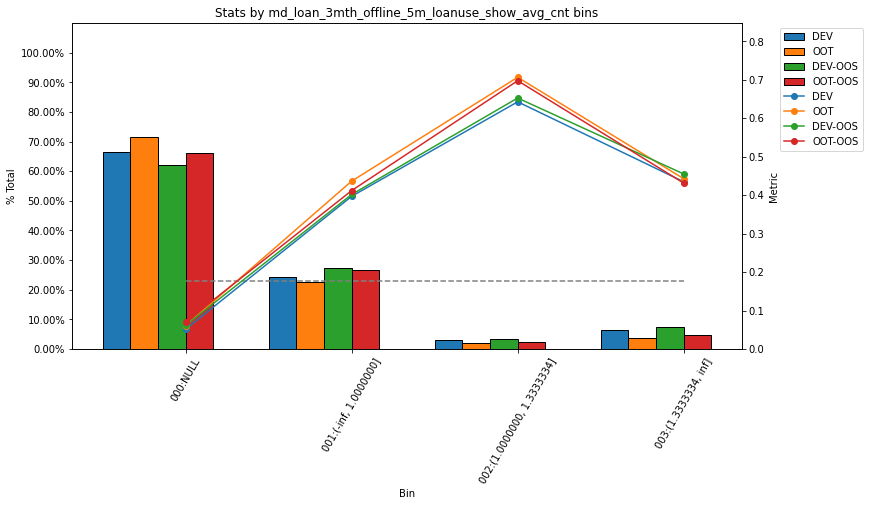 Stats by md_loan_3mth_offline_5m_loanuse_show_avg_cnt bins
100.00%
90.00%
80.00%
70.00%
60.00%
50.00%
40.00%
30.00%
20.00%
10.00%
0.00%
% Total
0.8
0.7
0.6
0.5
0.4
0.3
0.2
0.1
0.0
Metric
DEV
OOT
DEV-OOS
OOT-OOS
DEV
OOT
DEV-OOS
OOT-OOS
000:NULL
001:(-inf, 1.0000000]
002:(1.0000000, 1.3333334]
003:(1.3333334, inf]
Bin